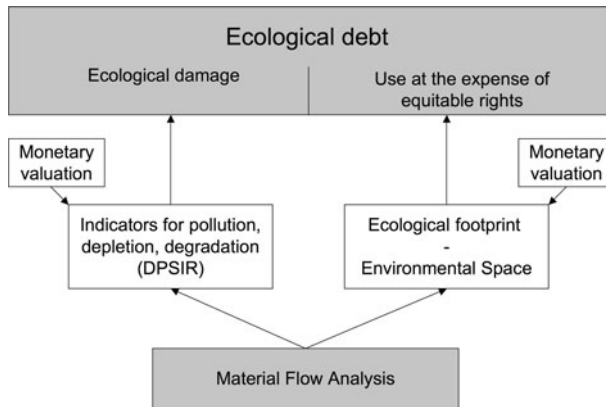 Ecological debt
Ecological damage
Use at the expense of
equitable rights
Monetary
valuation
Monetary
valuation
Indicators for pollution,
depletion, degradation
(DPSIR)
Ecological footprint
-
Environmental Space
Material Flow Analysis